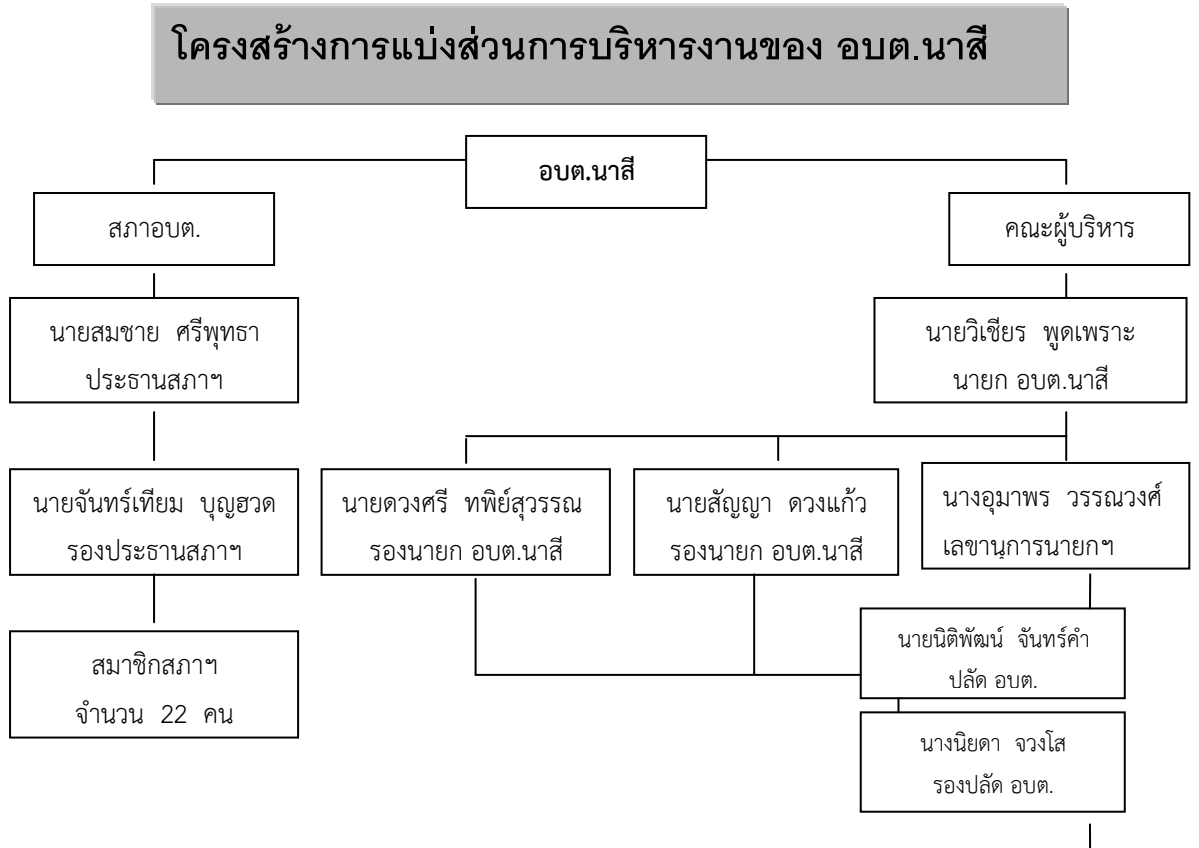 โครงสร้างการแบ่งส่วนการบริหารงานของ อบต.นาสี
อบต.นาสี
สภาอบต.
คณะผู้บริหาร
นายสมชาย ศรีพุทธา
ประธานสภาฯ
นายวิเชียร พูดเพราะ
นายก อบต.นาสี
นายจันทร์เทียม บุญฮวด
รองประธานสภาฯ
นายดวงศรี ทพิย์สุวรรณ
รองนายก อบต.นาสี
นายสัญญา ดวงแก้ว
รองนายก อบต.นาสี
นางอุมาพร วรรณวงศ์
เลขานุการนายกฯ
สมาชิกสภาฯ
จำนวน 22 คน
นายนิติพัฒน์ จันทร์คำ
ปลัด อบต.
นางนิยดา จวงโส
รองปลัด อบต.